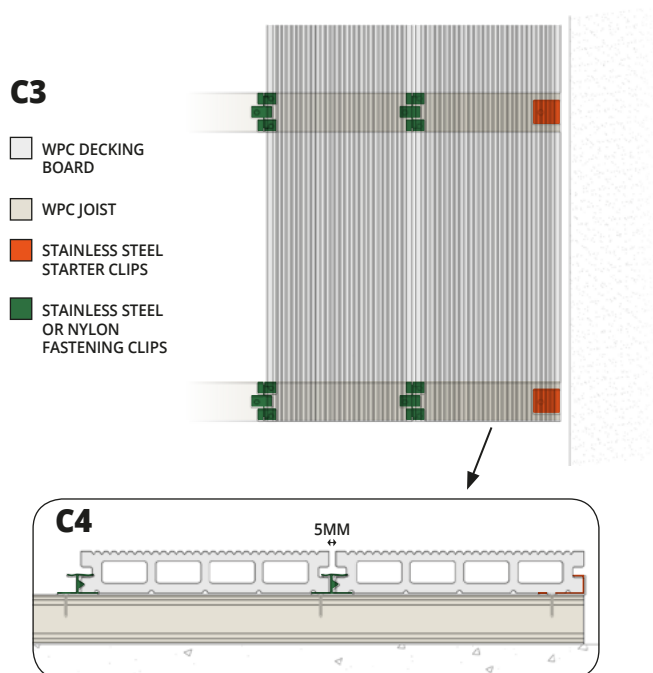 C3
WPC DECKING
BOARD
WPC JOIST
STAINLESS STEEL
STARTER CLIPS
STAINLESS STEEL
OR NYLON
FASTENING CLIPS
C4
5MM